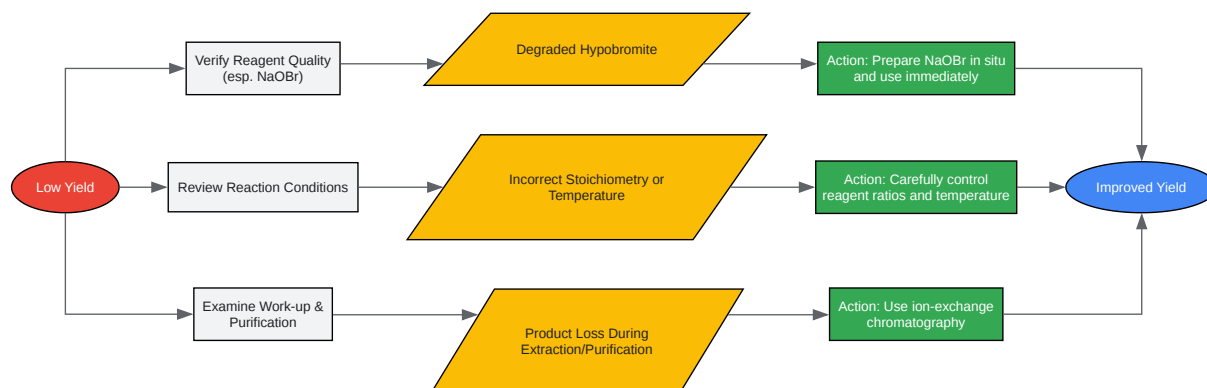 Low Yield
Verify Reagent Quality
(esp. NaOBr)
Degraded Hypobromite
Action: Prepare NaOBr in situ
and use immediately
Review Reaction Conditions
Incorrect Stoichiometry or
Temperature
Action: Carefully control
reagent ratios and temperature
Examine Work-up &
Purification
Product Loss During
Extraction/Purification
Action: Use ion-exchange
chromatography
Improved Yield